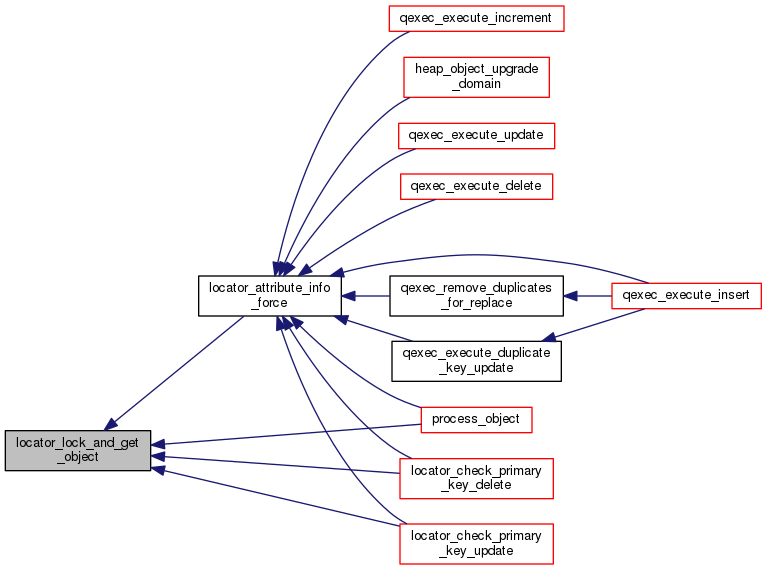 qexec_execute_increment
heap_object_upgrade
_domain
qexec_execute_update
qexec_execute_delete
locator_attribute_info
_force
qexec_remove_duplicates
_for_replace
qexec_execute_insert
qexec_execute_duplicate
_key_update
process_object
locator_lock_and_get
_object
locator_check_primary
_key_delete
locator_check_primary
_key_update